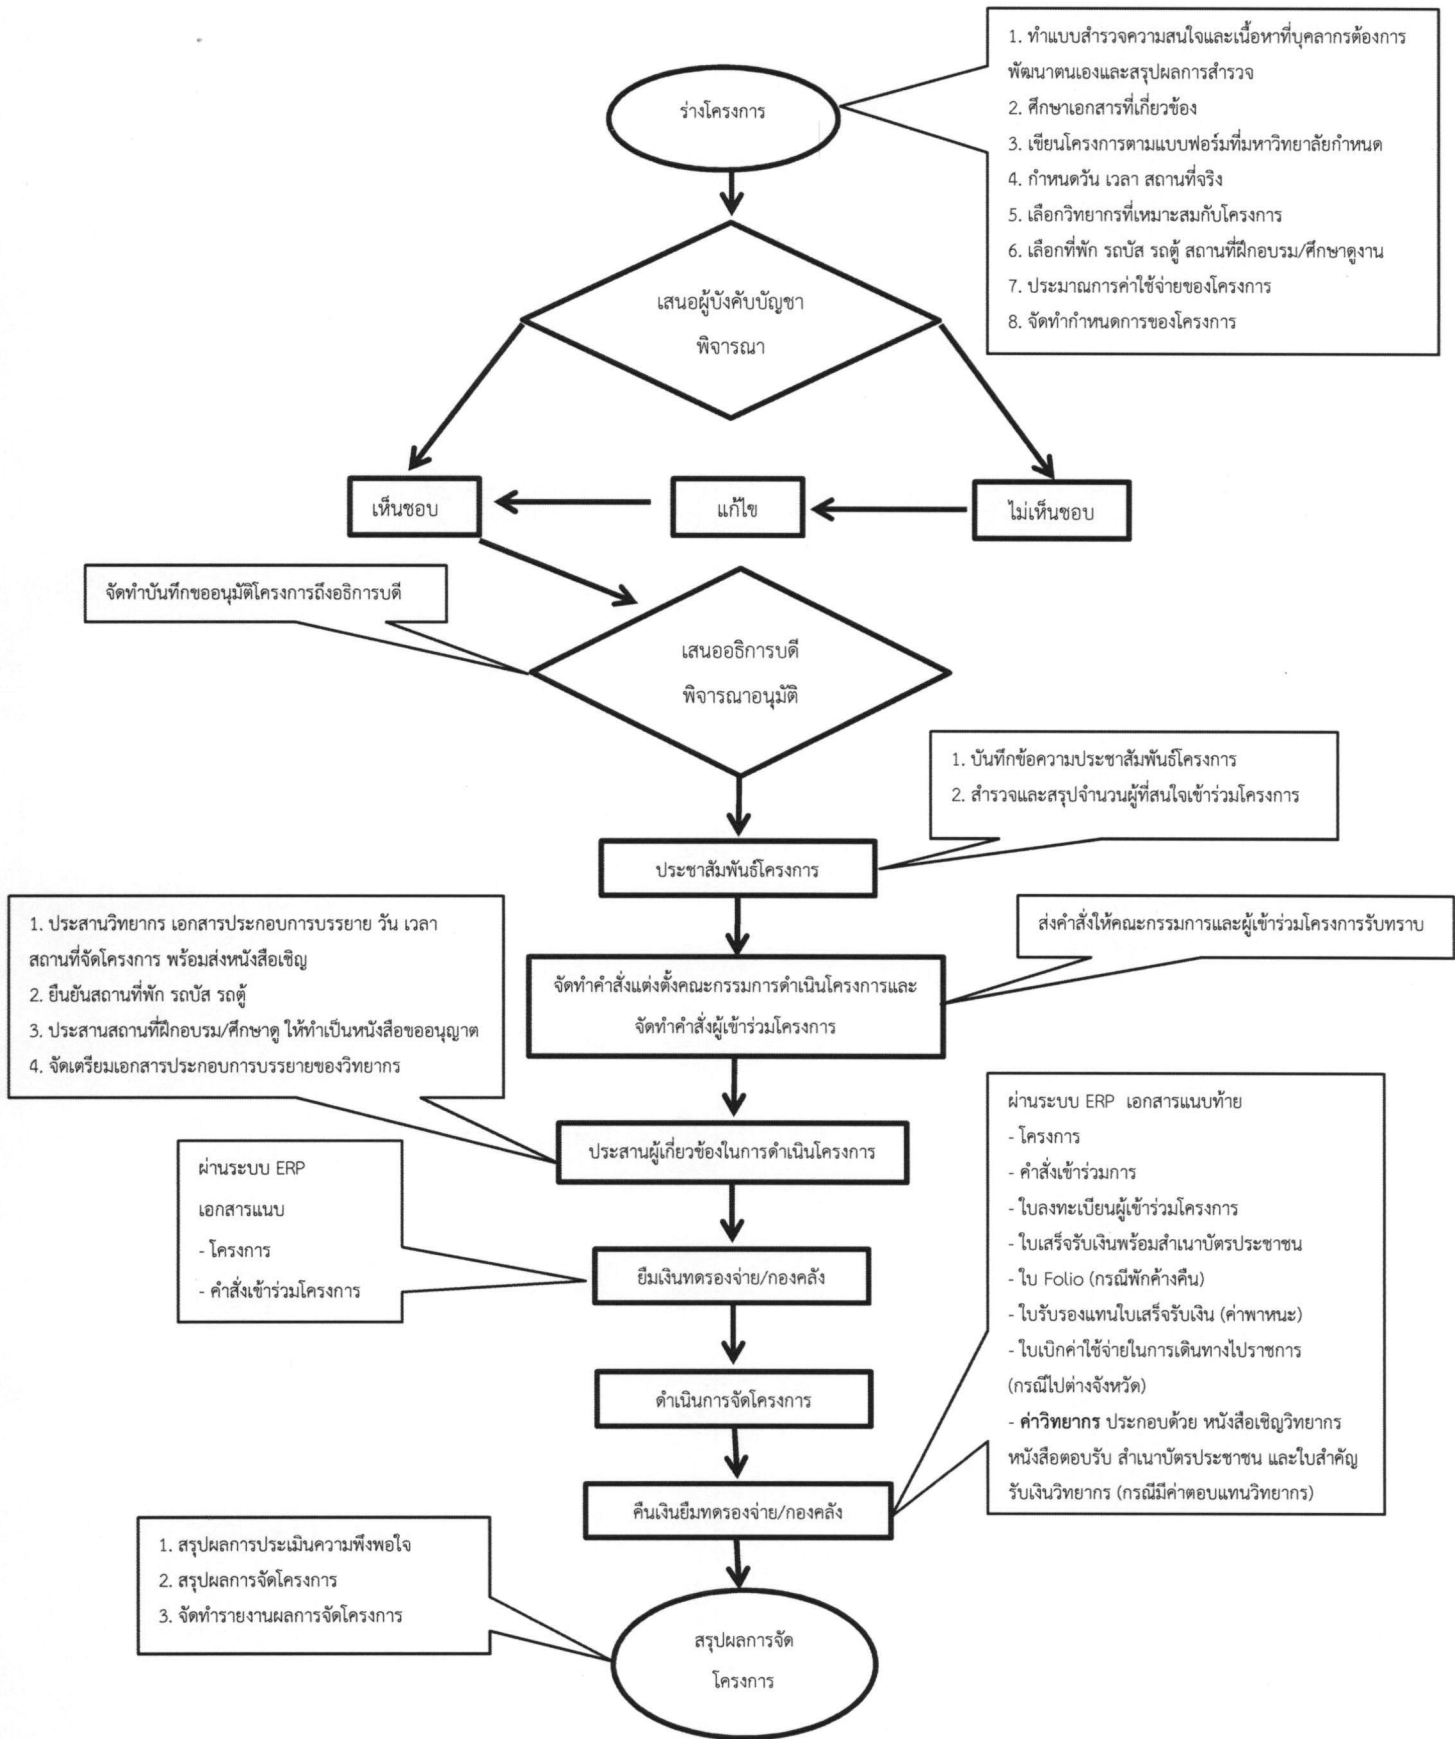 1. ทำแบบสำรวจความสนใจและเนื้อหาที่บุคลากรต้องการ
พัฒนาตนเองและสรุปผลการสำรวจ
2. ศึกษาเอกสารที่เกี่ยวข้อง
3. เขียนโครงการตามแบบฟอร์มที่มหาวิทยาลัยกำหนด
4. กำหนดวัน เวลา สถานที่จริง
5. เลือกวิทยากรที่เหมาะสมกับโครงการ
6. เลือกที่พัก รถบัส รถตู้ สถานที่ฝึกอบรม/ศึกษาดูงาน
7. ประมาณการค่าใช้จ่ายของโครงการ
8. จัดทำกำหนดการของโครงการ
ร่างโครงการ
เสนอผู้บังคับบัญชา
พิจารณา
เห็นชอบ
แก้ไข
ไม่เห็นชอบ
จัดทำบันทึกขออนุมัติโครงการถึงอธิการบดี
เสนออธิการบดี
พิจารณาอนุมัติ
1. บันทึกข้อความประชาสัมพันธ์โครงการ
2. สำรวจและสรุปจำนวนผู้ที่สนใจเข้าร่วมโครงการ
ประชาสัมพันธ์โครงการ
ส่งคำสั่งให้คณะกรรมการและผู้เข้าร่วมโครงการรับทราบ
จัดทำคำสั่งแต่งตั้งคณะกรรมการดำเนินโครงการและ
จัดทำคำสั่งผู้เข้าร่วมโครงการ
1. ประสานวิทยากร เอกสารประกอบการบรรยาย วัน เวลา
สถานที่จัดโครงการ พร้อมส่งหนังสือเชิญ
2. ยืนยันสถานที่พัก รถบัส รถตู้
3. ประสานสถานที่ฝึกอบรม/ศึกษาดู ให้ทำเป็นหนังสือขออนุญาต
4. จัดเตรียมเอกสารประกอบการบรรยายของวิทยากร
ประสานผู้เกี่ยวข้องในการดำเนินโครงการ
ผ่านระบบ ERP
เอกสารแนบ
- โครงการ
- คำสั่งเข้าร่วมโครงการ
ยืมเงินทดรองจ่าย/กองคลัง
ดำเนินการจัดโครงการ
ผ่านระบบ ERP เอกสารแนบท้าย
- โครงการ
- คำสั่งเข้าร่วมการ
- ใบลงทะเบียนผู้เข้าร่วมโครงการ
- ใบเสร็จรับเงินพร้อมสำเนาบัตรประชาชน
- ใบ Folio (กรณีพักค้างคืน)
- ใบรับรองแทนใบเสร็จรับเงิน (ค่าพาหนะ)
- ใบเบิกค่าใช้จ่ายในการเดินทางไปราชการ
(กรณีไปต่างจังหวัด)
- ค่าวิทยากร ประกอบด้วย หนังสือเชิญวิทยากร
หนังสือตอบรับ สำเนาบัตรประชาชน และใบสำคัญ
รับเงินวิทยากร (กรณีมีค่าตอบแทนวิทยากร)
คืนเงินยืมทดรองจ่าย/กองคลัง
1. สรุปผลการประเมินความพึงพอใจ
2. สรุปผลการจัดโครงการ
3. จัดทำรายงานผลการจัดโครงการ
สรุปผลการจัด
โครงการ